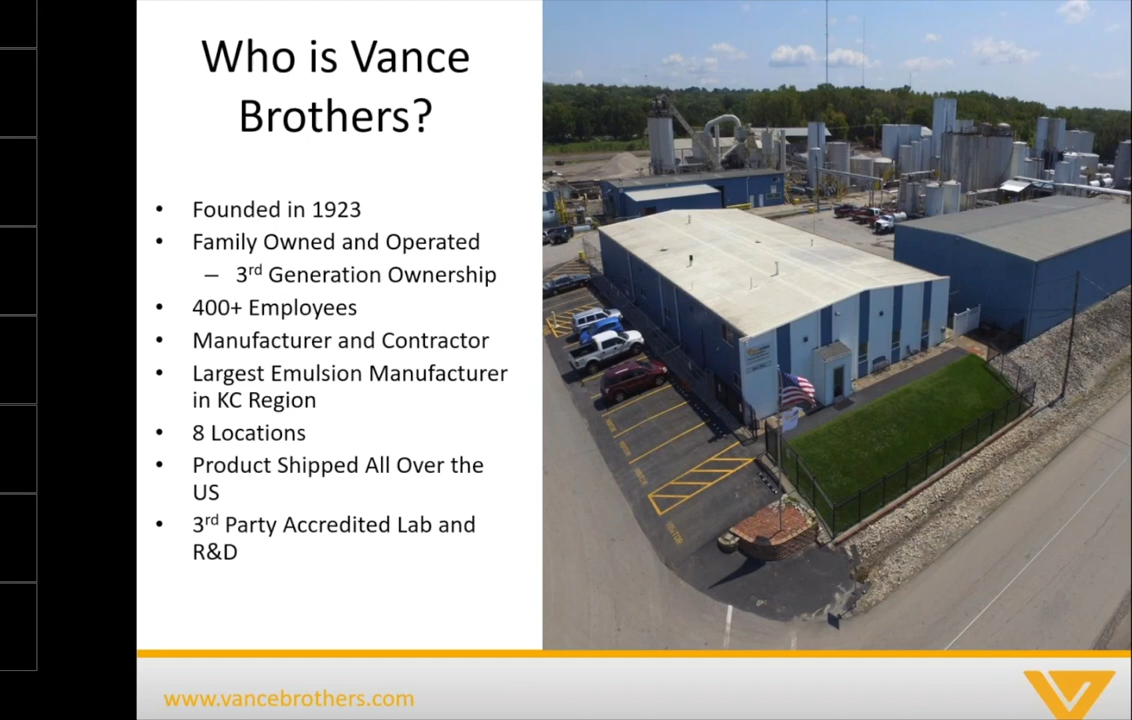 Who is Vance
Brothers?
• Founded in 1923
• Family Owned and Operated
– 3rd Generation Ownership
• 400+ Employees
• Manufacturer and Contractor
• Largest Emulsion Manufacturer
in KC Region
• 8 Locations
• Product Shipped All Over the
US
• 3rd Party Accredited Lab and
R&D
VISITOR
www.vancebrothers.com